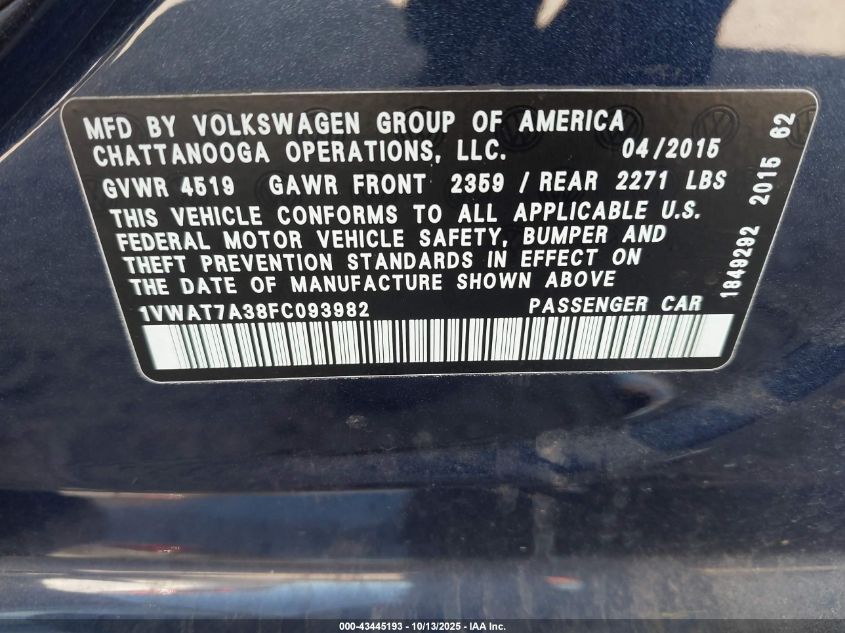 MFD BY VOLKSWAGEN GROUP OF AMERICA
CHATTANOOGA OPERATIONS, LLC. 04/2015
GVWR 4519 GAWR FRONT 2359 / REAR 2271 LBS
THIS VEHICLE CONFORMS TO ALL APPLICABLE U.S.
FEDERAL MOTOR VEHICLE SAFETY, BUMPER AND
THEFT PREVENTION STANDARDS IN EFFECT ON
THE DATE OF MANUFACTURE SHOWN ABOVE
1VWAT7A38FC093982 PASSENGER CAR
1849292 2015 62
000-43445193 - 10/13/2025 - IAA, Inc.